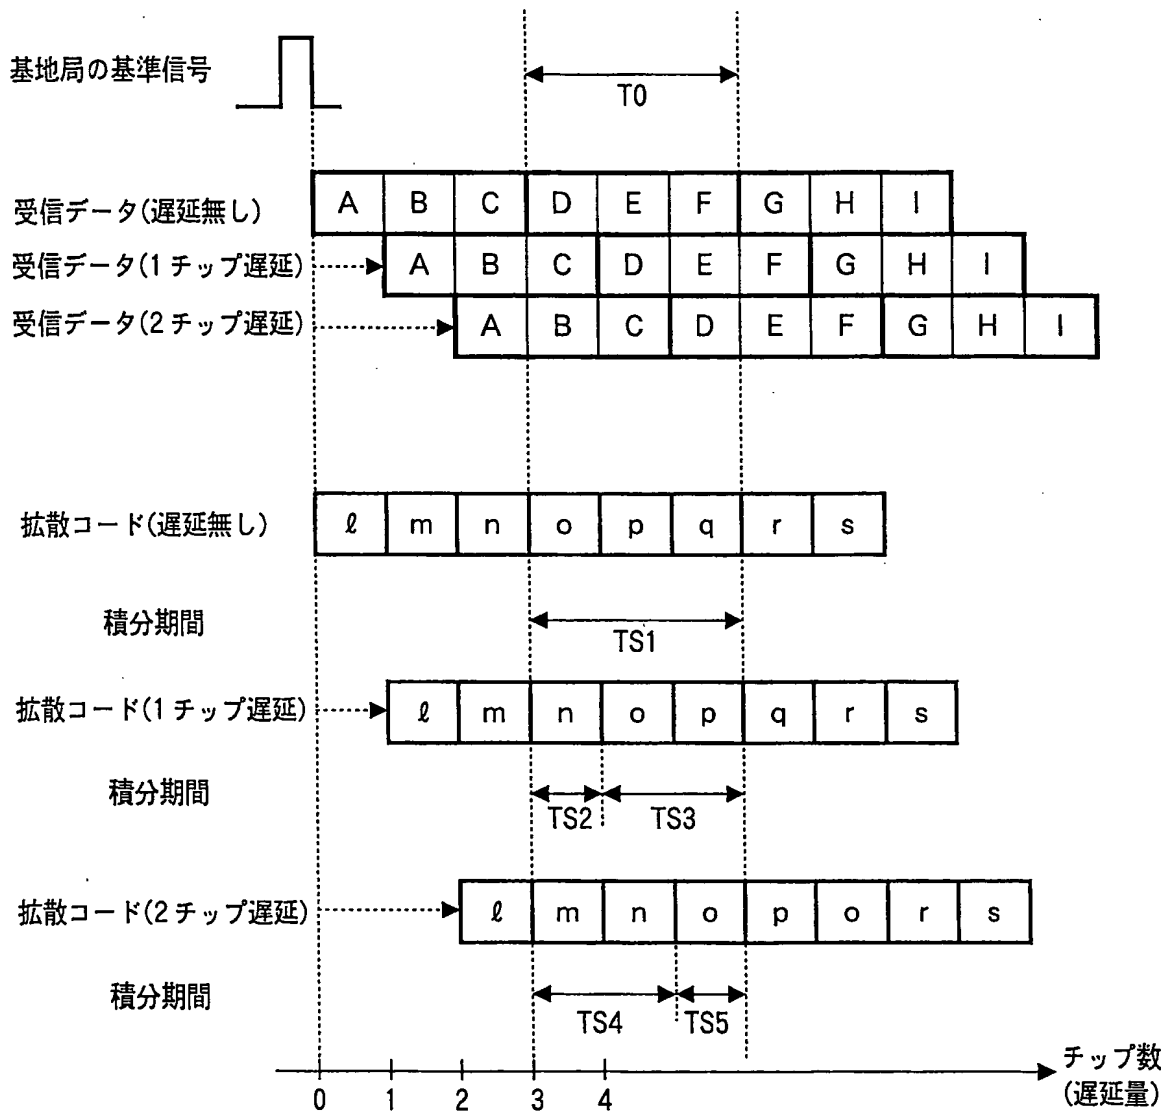 基地局の基準信号
T0
受信データ(遅延無し) A B C D E F G H I
受信データ(1チップ遅延) A B C D E F G H I
受信データ(2チップ遅延) A B C D E F G H I
拡散コード(遅延無し) ℓ m n o p q r s
積分期間 TS1
拡散コード(1チップ遅延) ℓ m n o p q r s
積分期間 TS2 TS3
拡散コード(2チップ遅延) ℓ m n o p o r s
積分期間 TS4 TS5
チップ数
(遅延量)
0 1 2 3 4